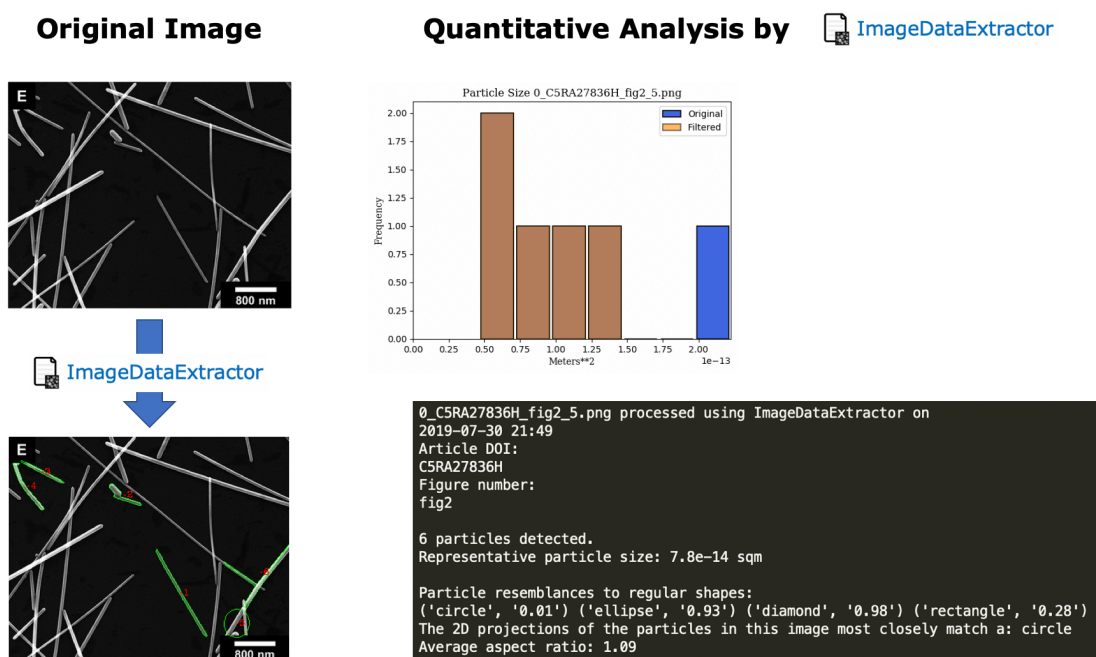 Original Image
Quantitative Analysis by ImageDataExtractor
E
800 nm
ImageDataExtractor
E
3
4
2
1
6
5
800 nm
Particle Size 0_C5RA27836H_fig2_5.png
Original
Filtered
Frequency
2.00
1.75
1.50
1.25
1.00
0.75
0.50
0.25
0.00
0.00 0.25 0.50 0.75 1.00 1.25 1.50 1.75 2.00
Meters**2
1e−13
0_C5RA27836H_fig2_5.png processed using ImageDataExtractor on
2019-07-30 21:49
Article DOI:
C5RA27836H
Figure number:
fig2
6 particles detected.
Representative particle size: 7.8e-14 sqm
Particle resemblances to regular shapes:
('circle', '0.01') ('ellipse', '0.93') ('diamond', '0.98') ('rectangle', '0.28')
The 2D projections of the particles in this image most closely match a: circle
Average aspect ratio: 1.09